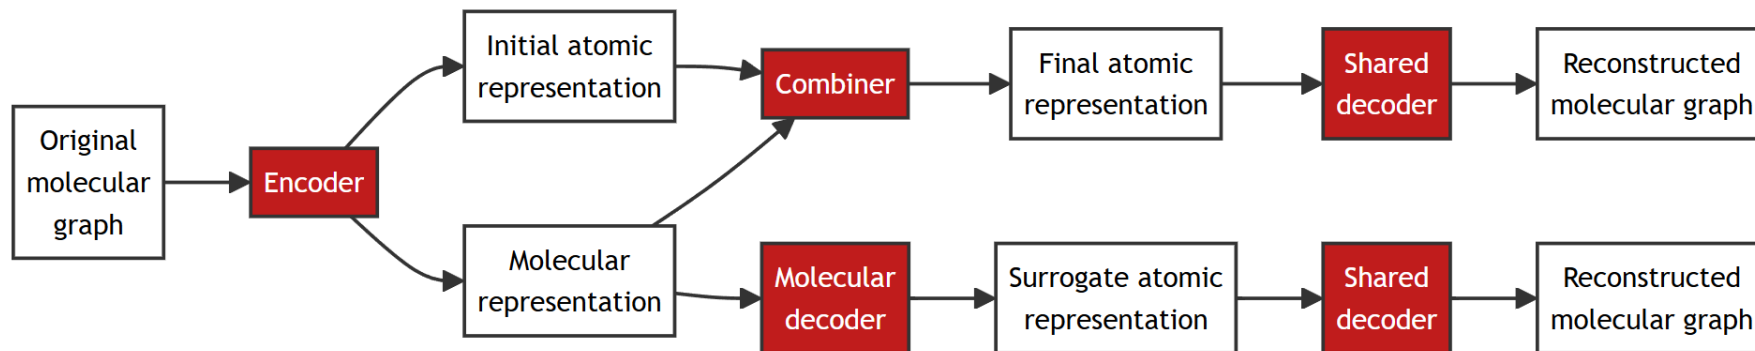 Original
molecular
graph
Encoder
Initial atomic
representation
Molecular
representation
Combiner
Molecular
decoder
Final atomic
representation
Surrogate atomic
representation
Shared
decoder
Shared
decoder
Reconstructed
molecular graph
Reconstructed
molecular graph